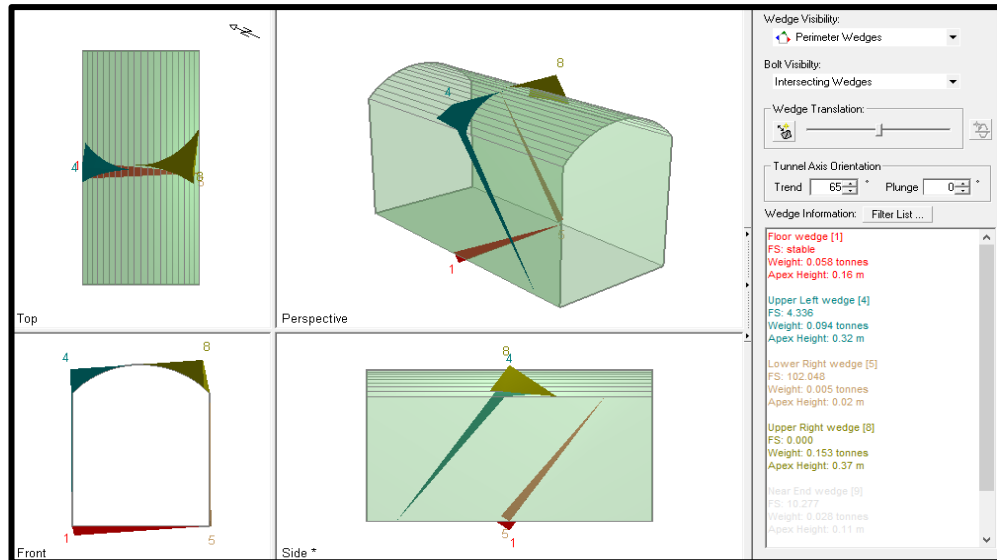 N
4
1
8
5
Top
8
4
5
1
Perspective
4
8
1
5
Front
8
4
5
1
Side *
Wedge Visibility:
Perimeter Wedges
Bolt Visibilty:
Intersecting Wedges
Wedge Translation:
Tunnel Axis Orientation
Trend 65 ° Plunge 0 °
Wedge Information: Filter List ...
Floor wedge [1]
FS: stable
Weight: 0.058 tonnes
Apex Height: 0.16 m
Upper Left wedge [4]
FS: 4.336
Weight: 0.094 tonnes
Apex Height: 0.32 m
Lower Right wedge [5]
FS: 102.048
Weight: 0.005 tonnes
Apex Height: 0.02 m
Upper Right wedge [8]
FS: 0.000
Weight: 0.153 tonnes
Apex Height: 0.37 m
Near End wedge [9]
FS: 10.277
Weight: 0.028 tonnes
Apex Height: 0.11 m